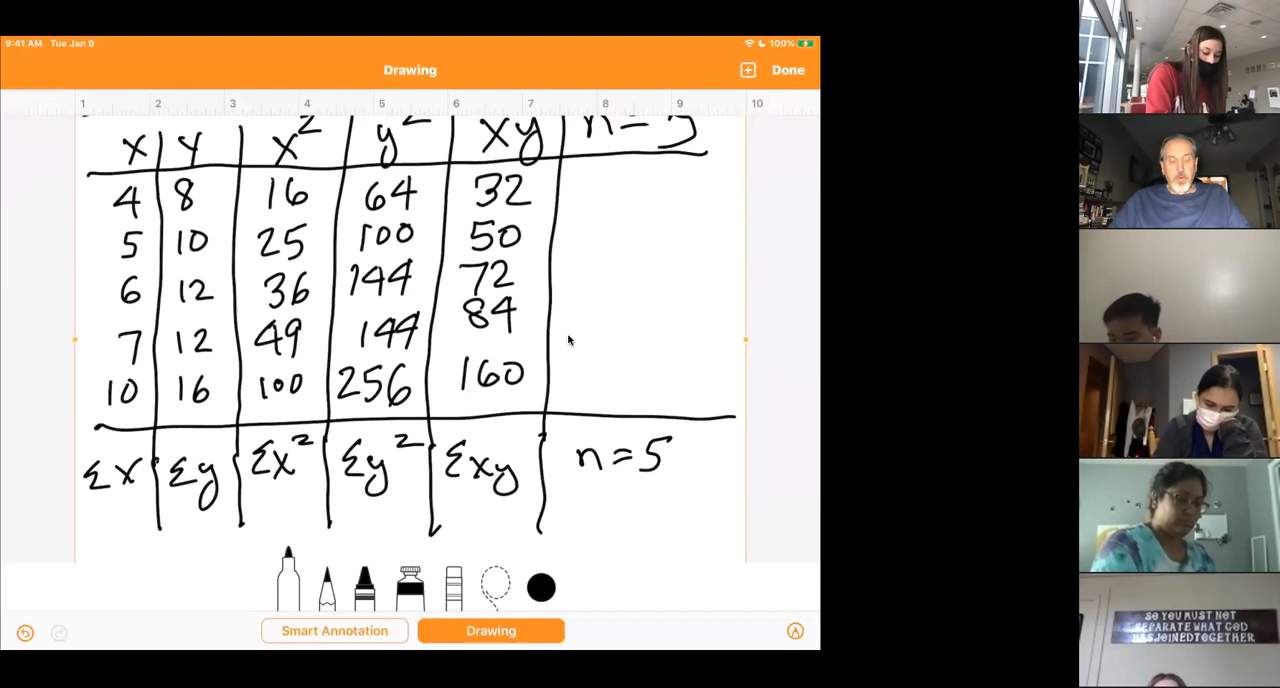 9:41 AM Tue Jan 9
100%
Drawing
Done
1 2 3 4 5 6 7 8 9 10
x y x² y² xy n = 5
4 8 16 64 32
5 10 25 100 50
6 12 36 144 72
7 12 49 144 84
10 16 100 256 160
Σx Σy Σx² Σy² Σxy n = 5
Smart Annotation
Drawing
SO YOU MUST NOT
SEPARATE WHAT GOD
HAS JOINED TOGETHER